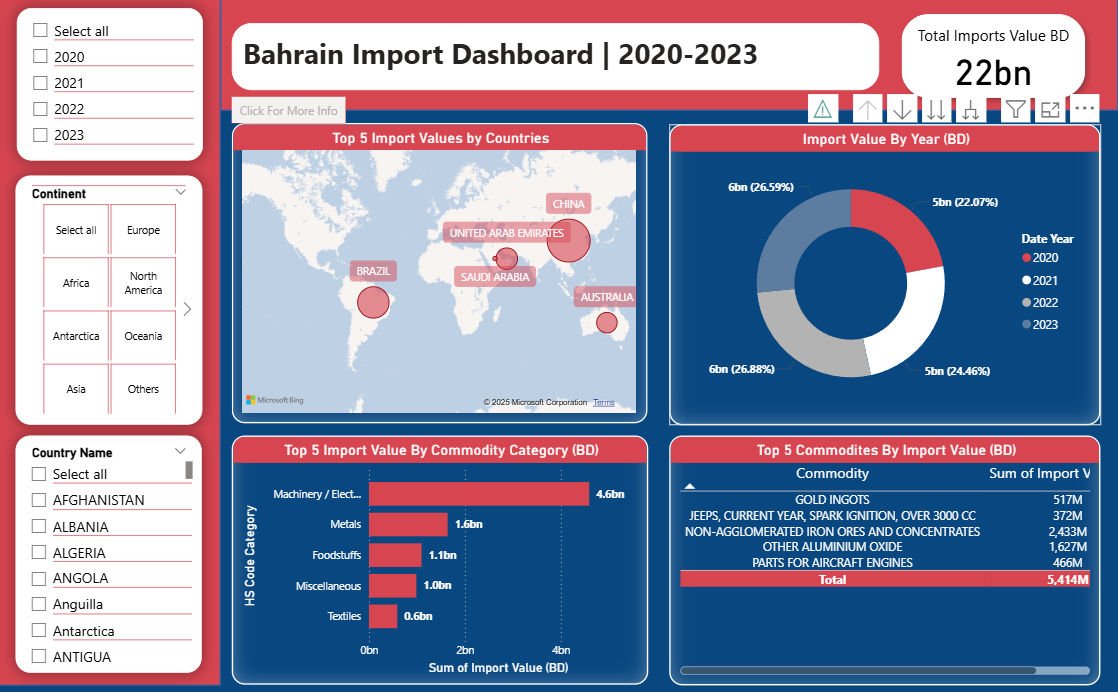 Select all
2020
2021
2022
2023
Bahrain Import Dashboard | 2020-2023
Total Imports Value BD
22bn
Click For More Info
Continent
Select all
Europe
Africa
North
America
Antarctica
Oceania
Asia
Others
Country Name
Select all
AFGHANISTAN
ALBANIA
ALGERIA
ANGOLA
Anguilla
Antarctica
ANTIGUA
Top 5 Import Values by Countries
CHINA
UNITED ARAB EMIRATES
BRAZIL
SAUDI ARABIA
AUSTRALIA
Microsoft Bing
© 2025 Microsoft Corporation Terms
Import Value By Year (BD)
6bn (26.59%)
5bn (22.07%)
6bn (26.88%)
5bn (24.46%)
Date Year
2020
2021
2022
2023
Top 5 Import Value By Commodity Category (BD)
HS Code Category
Machinery / Elect... 4.6bn
Metals 1.6bn
Foodstuffs 1.1bn
Miscellaneous 1.0bn
Textiles 0.6bn
0bn 2bn 4bn
Sum of Import Value (BD)
Top 5 Commodites By Import Value (BD)
Commodity Sum of Import V
GOLD INGOTS 517M
JEEPS, CURRENT YEAR, SPARK IGNITION, OVER 3000 CC 372M
NON-AGGLOMERATED IRON ORES AND CONCENTRATES 2,433M
OTHER ALUMINIUM OXIDE 1,627M
PARTS FOR AIRCRAFT ENGINES 466M
Total 5,414M